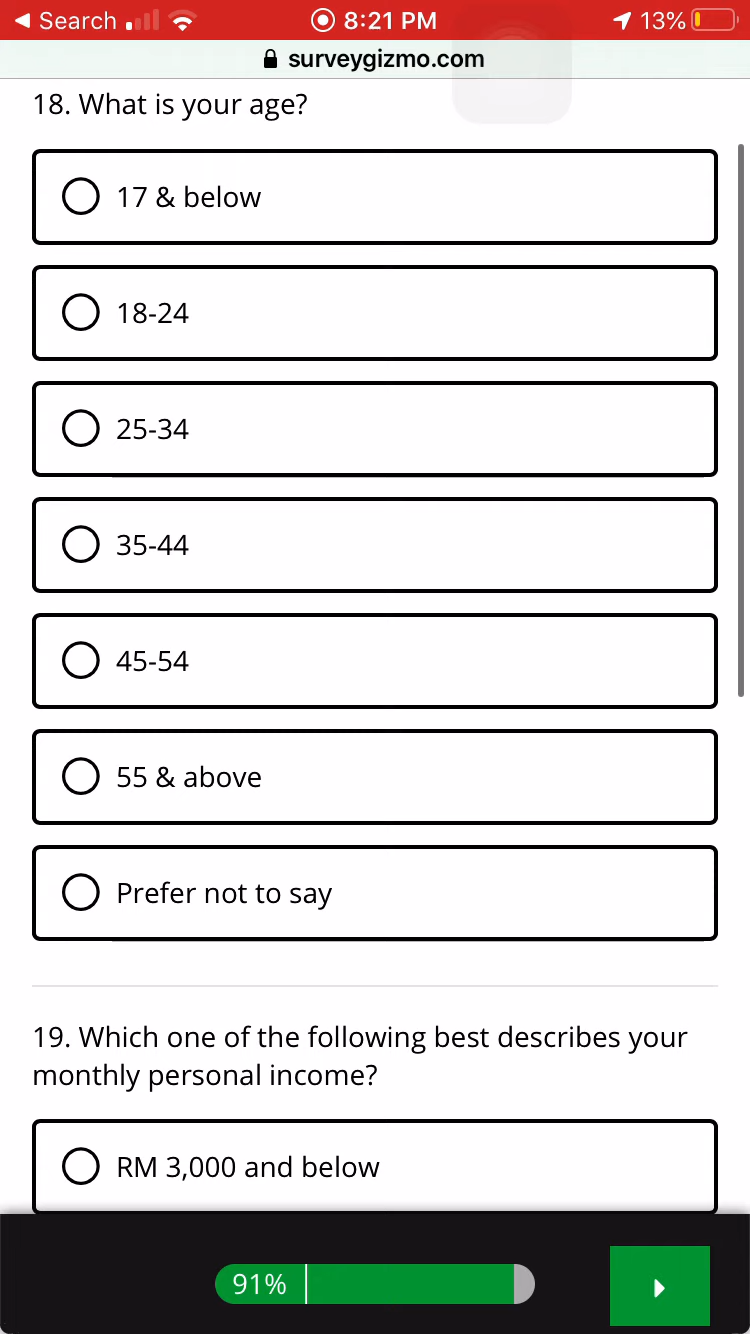 Search 8:21 PM 13%
surveygizmo.com
18. What is your age?
17 & below
18-24
25-34
35-44
45-54
55 & above
Prefer not to say
19. Which one of the following best describes your
monthly personal income?
RM 3,000 and below
91%